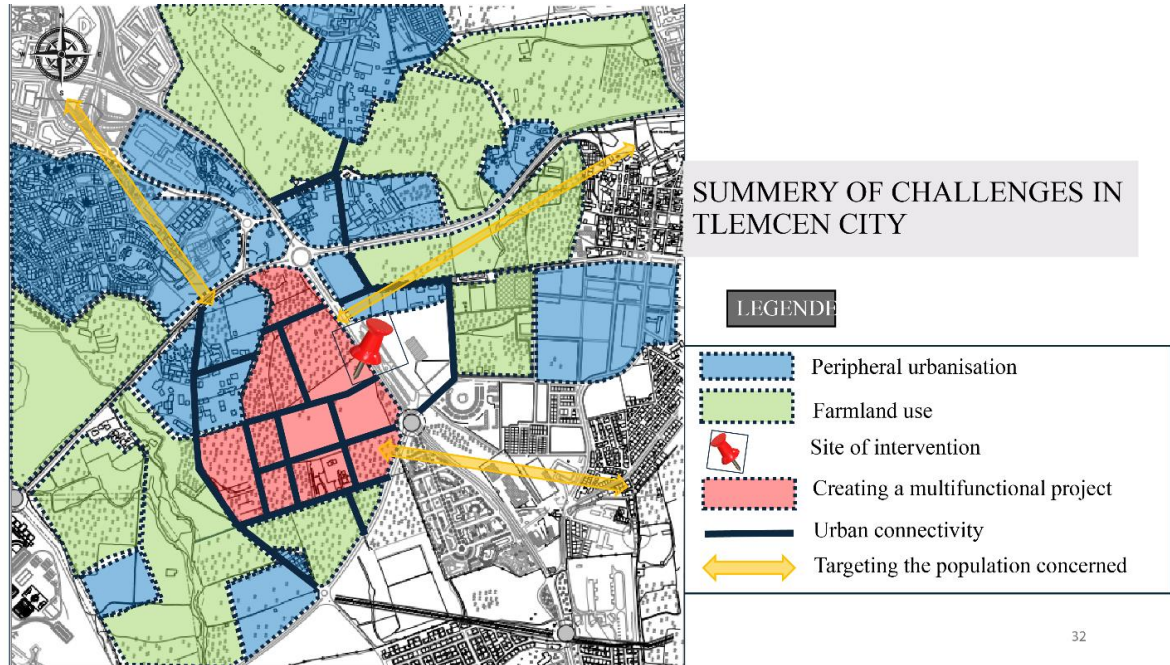 SUMMERY OF CHALLENGES IN
TLEMCEN CITY
LEGENDE
Peripheral urbanisation
Farmland use
Site of intervention
Creating a multifunctional project
Urban connectivity
Targeting the population concerned
32